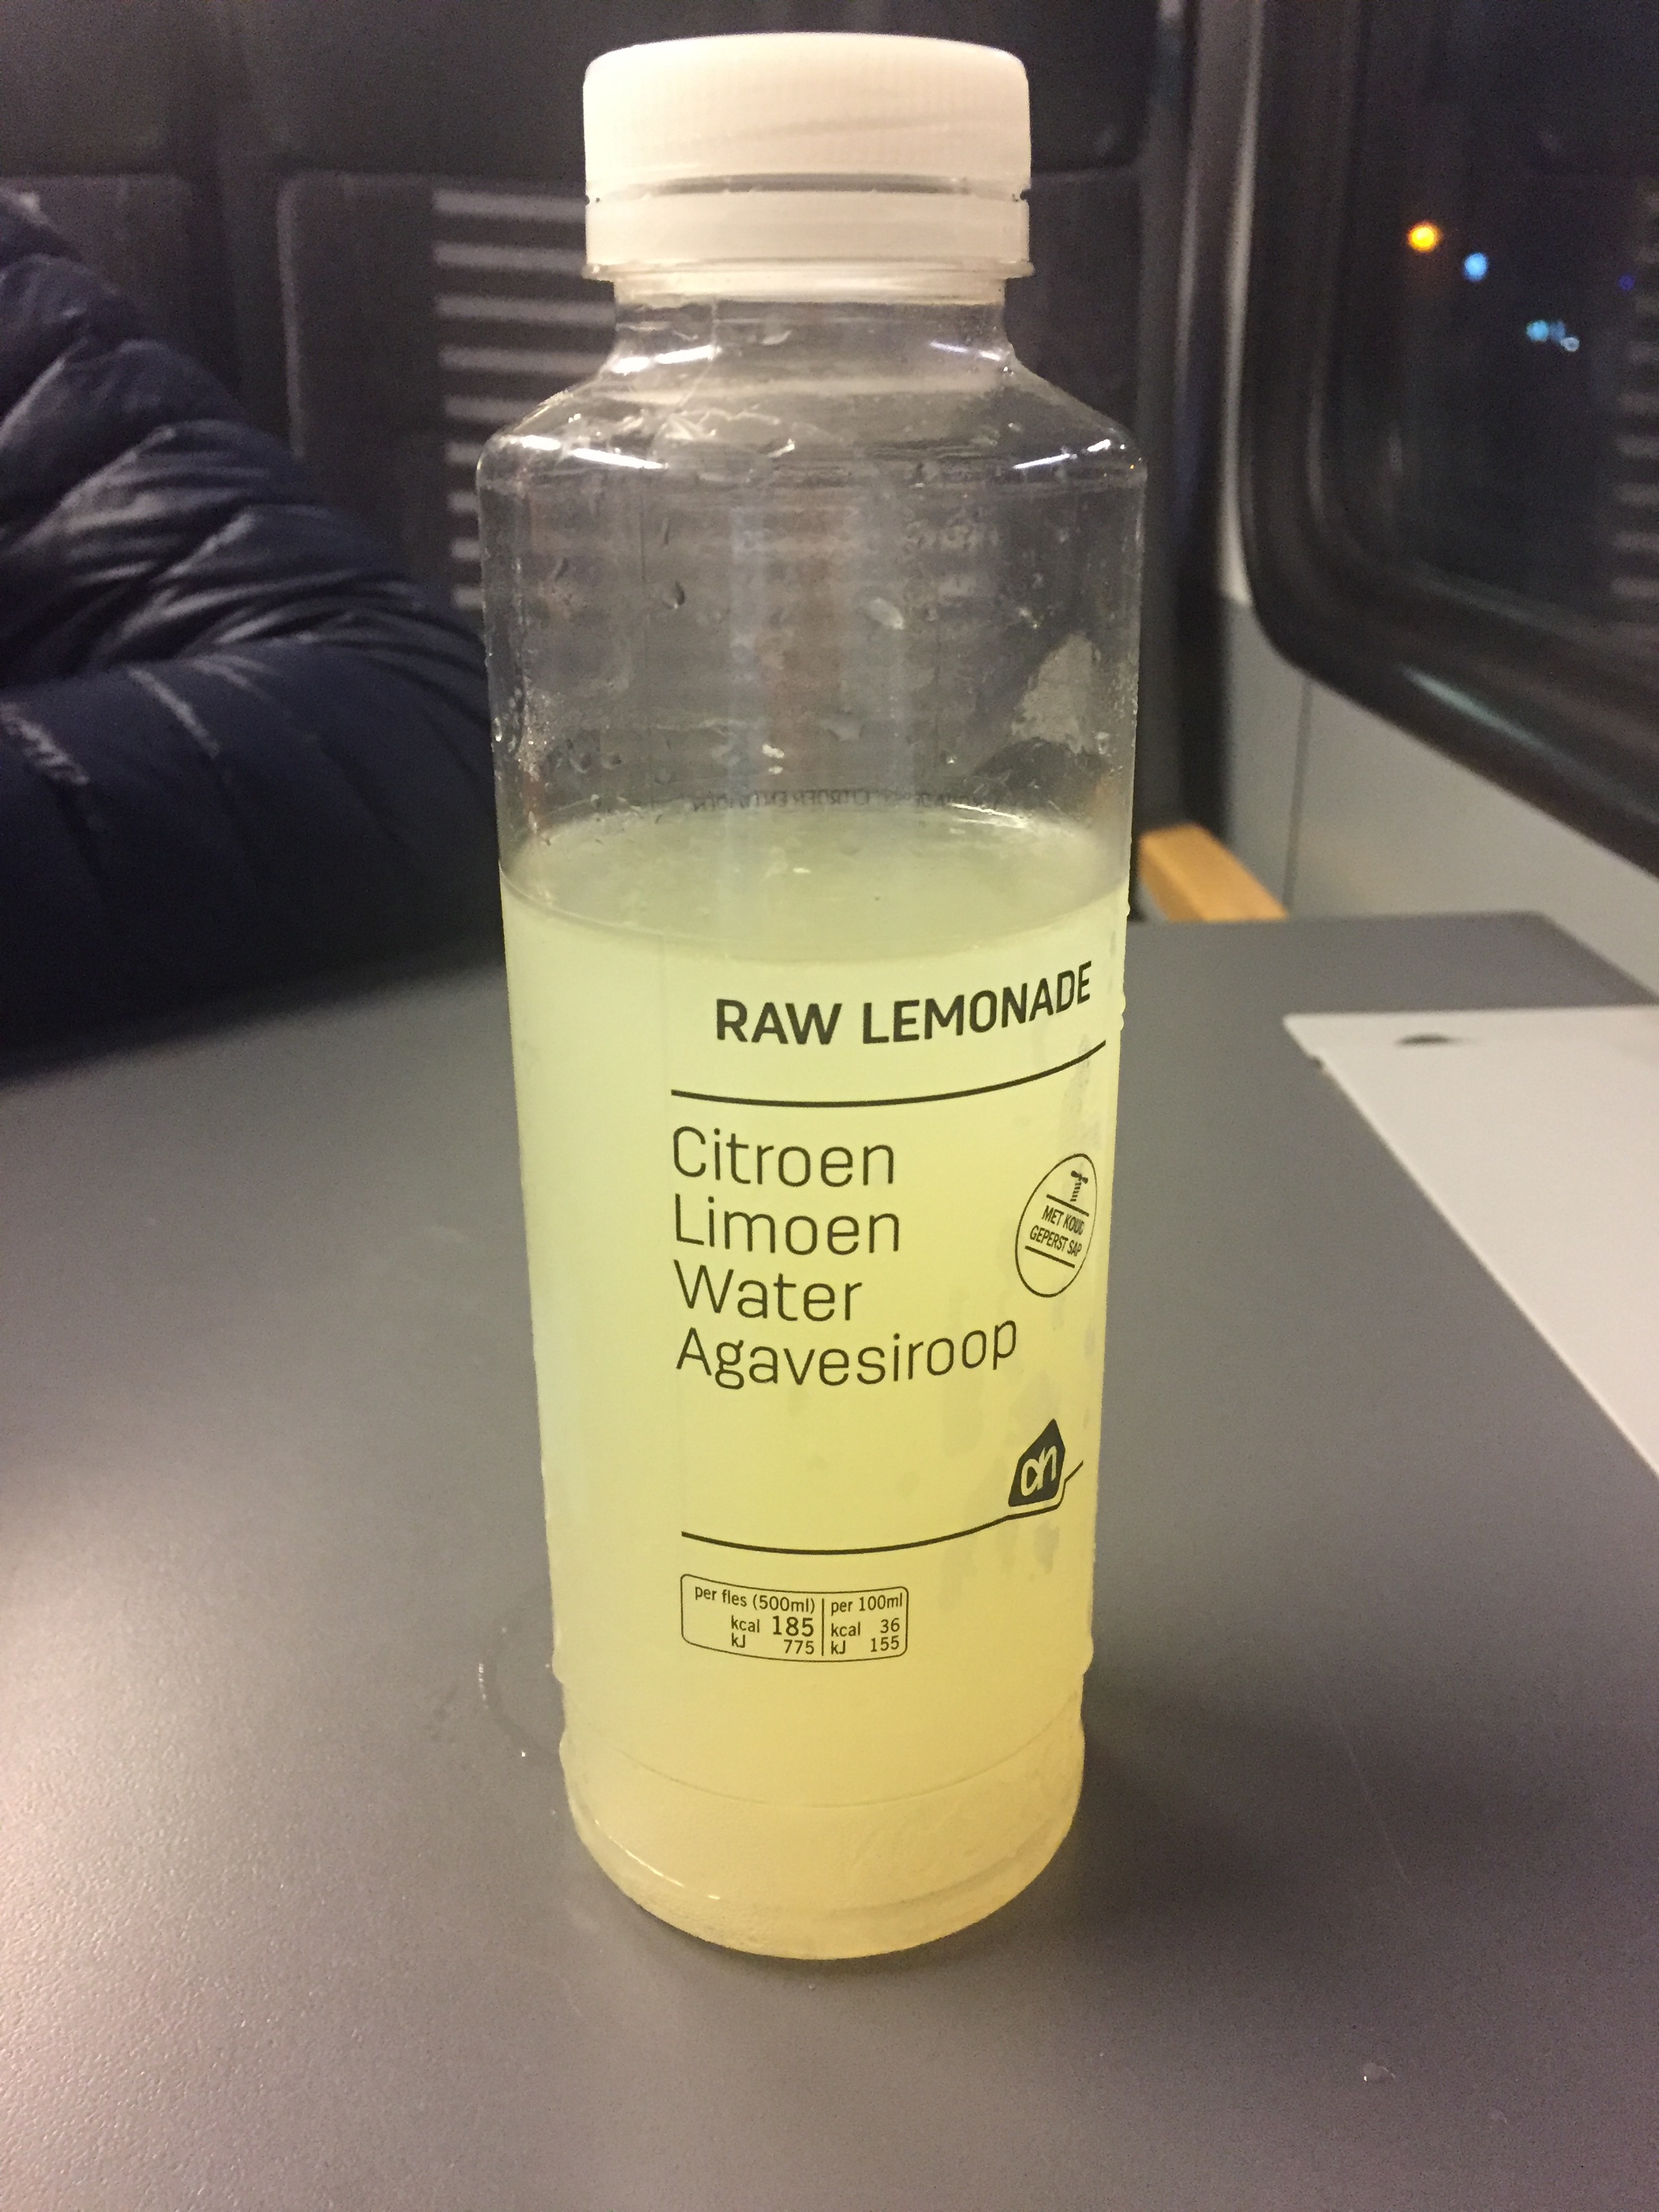 RAW LEMONADE
Citroen
Limoen
Water
Agavesiroop
MET KOUD
GEPERST SAP
ah
per fles (500ml) per 100ml
kcal 185 kcal 36
kJ 775 kJ 155